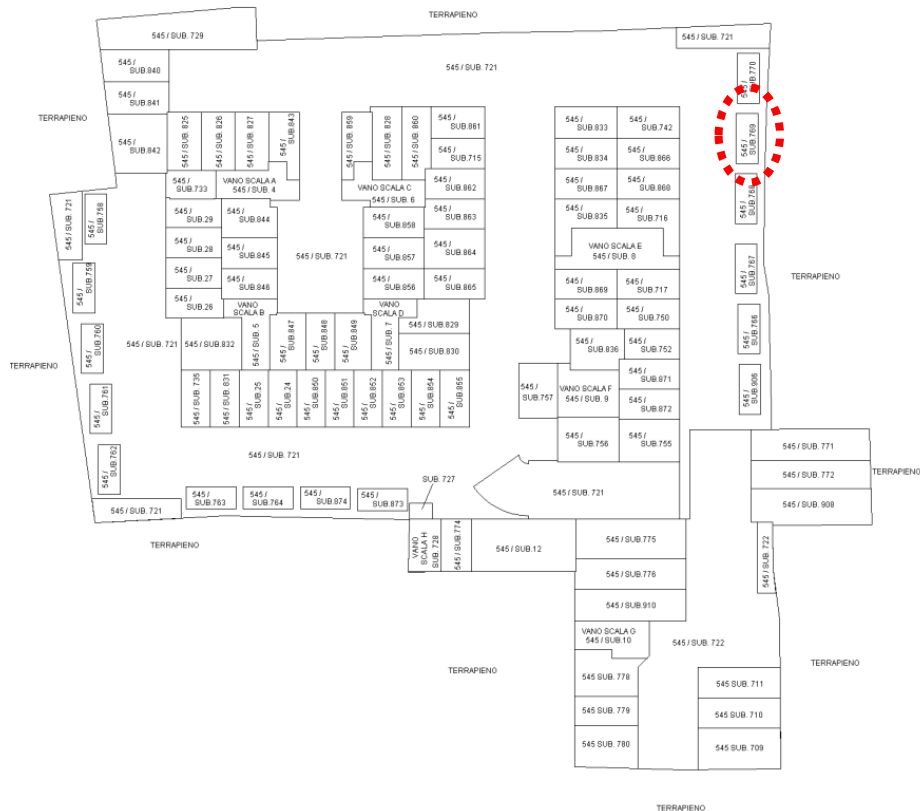 TERRAPIENO
545 / SUB. 729
545 / SUB. 721
545 / SUB. 721
545 /
SUB.840
545 /
SUB.841
545 /
SUB.842
TERRAPIENO
545 / SUB. 825
545 / SUB. 826
545 / SUB. 827
545 /
SUB.843
545 / SUB. 859
545 / SUB. 828
545 / SUB. 860
545 /
SUB.861
545 /
SUB.715
545 /
SUB.833
545 /
SUB.742
545 /
SUB.834
545 /
SUB.866
545 /
SUB.770
545 /
SUB.769
545 /
SUB.768
545 /
SUB.733
VANO SCALA A
545 / SUB. 4
VANO SCALA C
545 / SUB. 6
545 /
SUB.862
545 /
SUB.867
545 /
SUB.868
545 / SUB. 721
545 /
SUB.758
545 /
SUB.29
545 /
SUB.844
545 /
SUB.858
545 /
SUB.863
545 /
SUB.835
545 /
SUB.716
545 /
SUB.28
545 /
SUB.845
545 / SUB. 721
545 /
SUB.857
545 /
SUB.864
VANO SCALA E
545 / SUB. 8
545 /
SUB.767
TERRAPIENO
545 /
SUB.759
545 /
SUB.27
545 /
SUB.846
545 /
SUB.856
545 /
SUB.865
545 /
SUB.869
545 /
SUB.717
545 /
SUB.26
VANO
SCALA B
VANO
SCALA D
545 /
SUB.870
545 /
SUB.750
545 /
SUB.766
545 /
SUB.760
545 / SUB. 721
545 / SUB.832
545 / SUB. 5
545 / SUB.847
545 / SUB.848
545 / SUB.849
545 / SUB. 7
545 / SUB.829
545 / SUB.830
545 /
SUB.836
545 /
SUB.752
TERRAPIENO
545 /
SUB.761
545 / SUB. 735
545 / SUB.831
545 / SUB.25
545 / SUB.24
545 / SUB.850
545 / SUB.851
545 / SUB.852
545 / SUB.853
545 / SUB.854
545 / SUB.855
545 /
SUB.757
VANO SCALA F
545 / SUB. 9
545 /
SUB.871
545 /
SUB.872
545 /
SUB.906
545 /
SUB.762
545 / SUB. 721
545 /
SUB.756
545 /
SUB.755
545 / SUB. 771
545 / SUB. 772
TERRAPIENO
545 / SUB. 908
SUB. 727
545 / SUB. 721
545 / SUB. 721
545 /
SUB.763
545 /
SUB.764
545 /
SUB.874
545 /
SUB.873
TERRAPIENO
VANO
SCALA H
SUB. 728
545 / SUB.774
545 / SUB.12
545 / SUB.775
545 / SUB. 722
545 / SUB.776
545 / SUB.910
VANO SCALA G
545 / SUB.10
545 / SUB. 722
TERRAPIENO
TERRAPIENO
545 SUB. 778
545 SUB. 711
545 SUB. 779
545 SUB. 710
545 SUB. 780
545 SUB. 709
TERRAPIENO